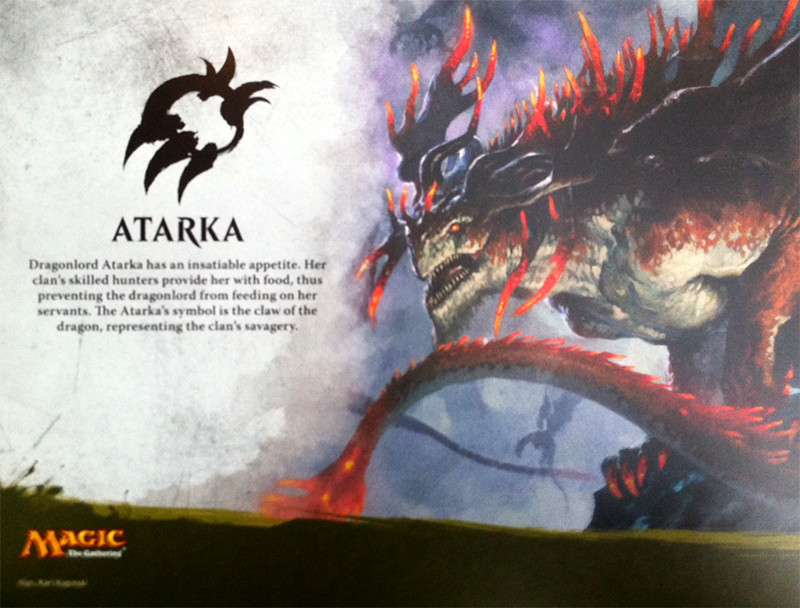 ATARKA
Dragonlord Atarka has an insatiable appetite. Her
clan's skilled hunters provide her with food, thus
preventing the dragonlord from feeding on her
servants. The Atarka's symbol is the claw of the
dragon, representing the clan's savagery.
MAGIC
The Gathering